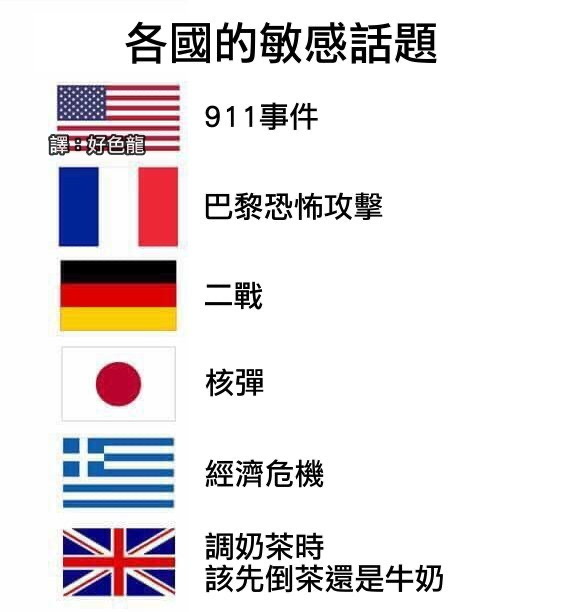 各國的敏感話題
911事件
譯：好色龍
巴黎恐怖攻擊
二戰
核彈
經濟危機
調奶茶時
該先倒茶還是牛奶